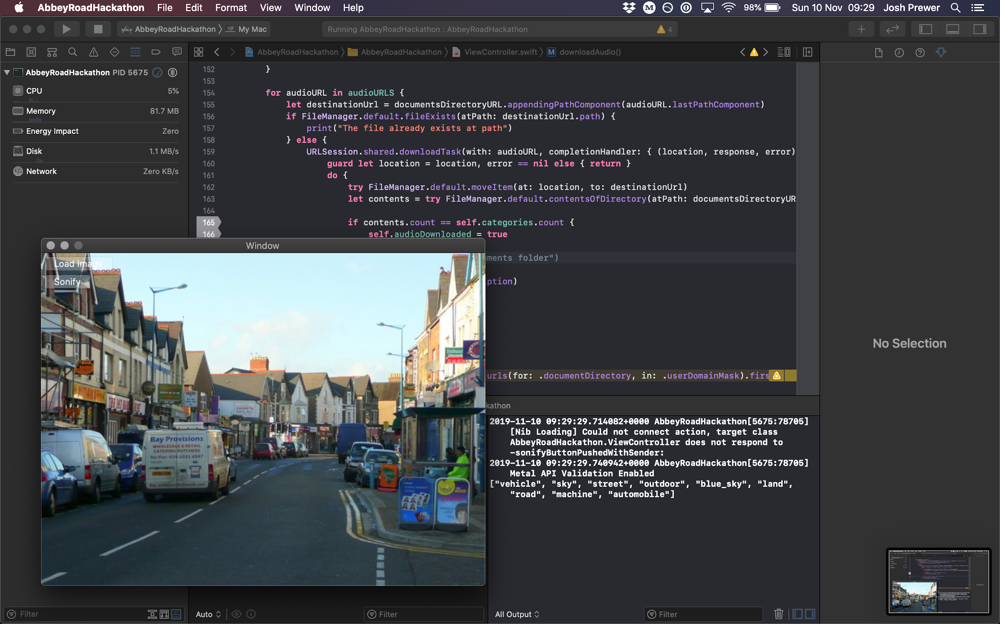 AbbeyRoadHackathon File Edit Format View Window Help 98% Sun 10 Nov 09:29 Josh Prewer
AbbeyRoadHackathon My Mac
Running AbbeyRoadHackathon : AbbeyRoadHackathon 4
AbbeyRoadHackathon AbbeyRoadHackathon ViewController.swift M downloadAudio()
AbbeyRoadHackathon PID 5675
CPU 5%
Memory 81.7 MB
Energy Impact Zero
Disk 1.1 MB/s
Network Zero KB/s
152 }
153
154 for audioURL in audioURLS {
155 let destinationUrl = documentsDirectoryURL.appendingPathComponent(audioURL.lastPathComponent)
156 if FileManager.default.fileExists(atPath: destinationUrl.path) {
157 print("The file already exists at path")
158 } else {
159 URLSession.shared.downloadTask(with: audioURL, completionHandler: { (location, response, error)
160 guard let location = location, error == nil else { return }
161 do {
162 try FileManager.default.moveItem(at: location, to: destinationUrl)
163 let contents = try FileManager.default.contentsOfDirectory(atPath: documentsDirectoryUR
164
165 if contents.count == self.categories.count {
166 self.audioDownloaded = true
ments folder")
ption)
urls(for: .documentDirectory, in: .userDomainMask).firs
kathon
Window
Load Image
Sonify
CARPETS
Bay Provisions
WHOLESALE & RETAIL
CATERING BUTCHERS
Tel/Fax: 029 2031 4587
smile
2019-11-10 09:29:29.714082+0000 AbbeyRoadHackathon[5675:78705]
[Nib Loading] Could not connect action, target class
AbbeyRoadHackathon.ViewController does not respond to
-sonifyButtonPushedWithSender:
2019-11-10 09:29:29.740942+0000 AbbeyRoadHackathon[5675:78705]
Metal API Validation Enabled
["vehicle", "sky", "street", "outdoor", "blue_sky", "land",
"road", "machine", "automobile"]
No Selection
Filter
Auto
Filter
All Output
Filter